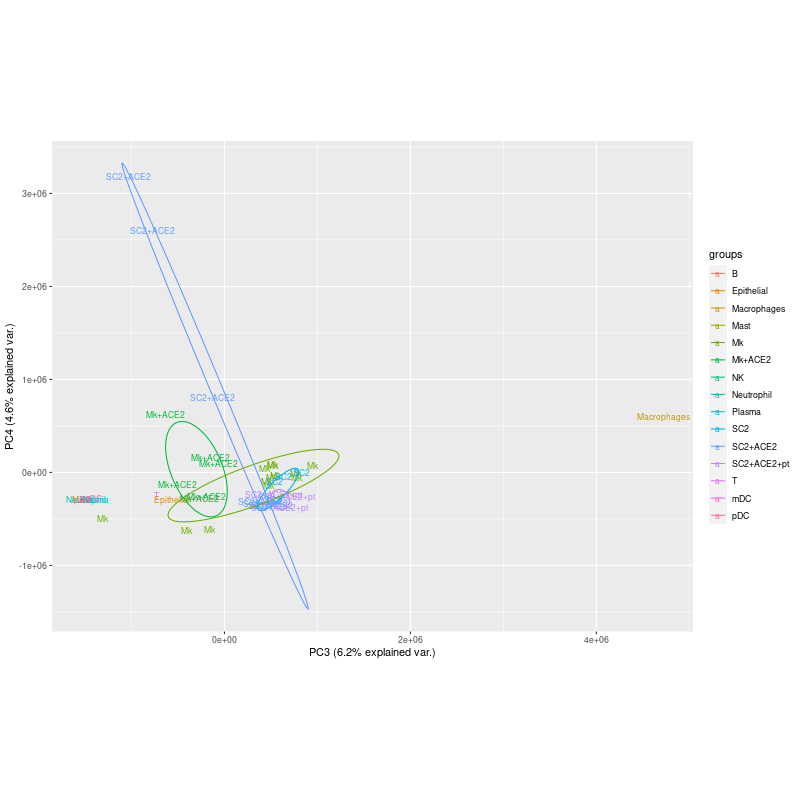 SC2+ACE2
SC2+ACE2
SC2+ACE2
Mk+ACE2
Mk+ACE2
Mk+ACE2
Mk+ACE2
Mk
Mk
Mk
SC2
Macrophages
T
Mk
Mk
Mk
3e+06
2e+06
1e+06
0e+00
-1e+06
0e+00
2e+06
4e+06
PC3 (6.2% explained var.)
PC4 (4.6% explained var.)
groups
a B
a Epithelial
a Macrophages
a Mast
a Mk
a Mk+ACE2
a NK
a Neutrophil
a Plasma
a SC2
a SC2+ACE2
a SC2+ACE2+pt
a T
a mDC
a pDC